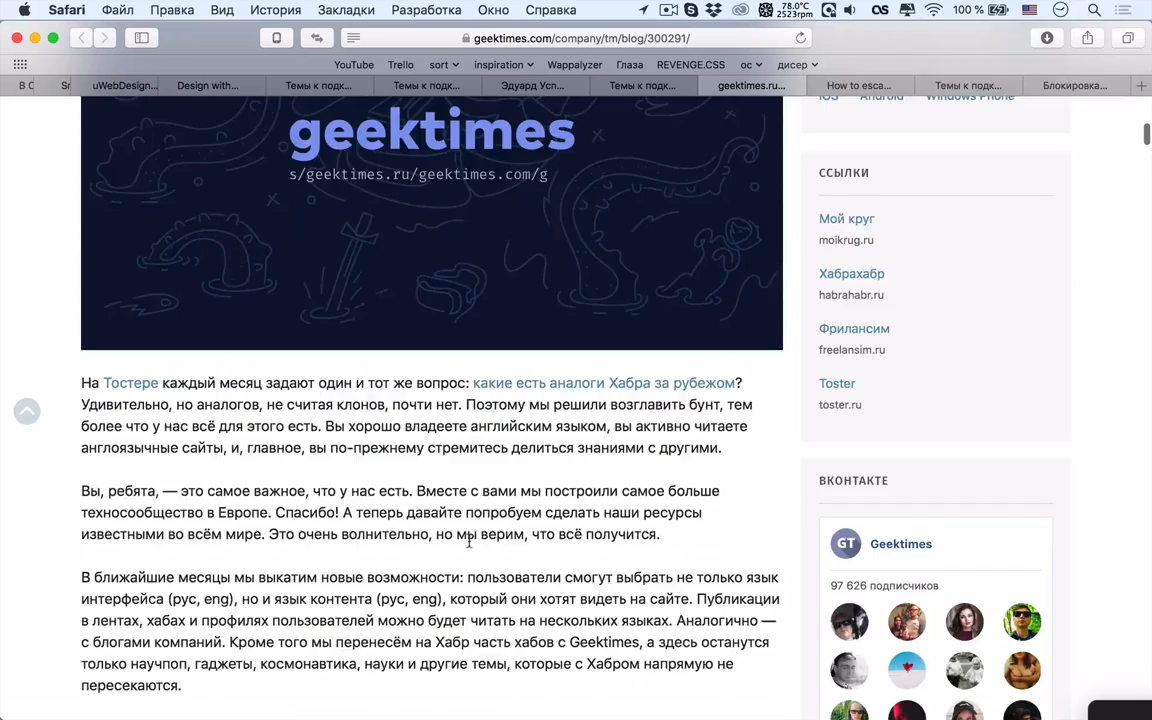 Safari Файл Правка Вид История Закладки Разработка Окно Справка 78.0°C 2523rpm 100 %
geektimes.com/company/tm/blog/300291/
YouTube Trello sort inspiration Wappalyzer Глаза REVENGE.CSS ос дисер
В С Sr uWebDesign... Design with... Темы к подк... Темы к подк... Эдуард Усп... Темы к подк... geektimes.ru... How to esca... Темы к подк... Блокировка...
geektimes
s/geektimes.ru/geektimes.com/g
На Тостере каждый месяц задают один и тот же вопрос: какие есть аналоги Хабра за рубежом?
Удивительно, но аналогов, не считая клонов, почти нет. Поэтому мы решили возглавить бунт, тем
более что у нас всё для этого есть. Вы хорошо владеете английским языком, вы активно читаете
англоязычные сайты, и, главное, вы по-прежнему стремитесь делиться знаниями с другими.
Вы, ребята, — это самое важное, что у нас есть. Вместе с вами мы построили самое больше
техносообщество в Европе. Спасибо! А теперь давайте попробуем сделать наши ресурсы
известными во всём мире. Это очень волнительно, но мы верим, что всё получится.
В ближайшие месяцы мы выкатим новые возможности: пользователи смогут выбрать не только язык
интерфейса (рус, eng), но и язык контента (рус, eng), который они хотят видеть на сайте. Публикации
в лентах, хабах и профилях пользователей можно будет читать на нескольких языках. Аналогично —
с блогами компаний. Кроме того мы перенесём на Хабр часть хабов с Geektimes, а здесь останутся
только научпоп, гаджеты, космонавтика, науки и другие темы, которые с Хабром напрямую не
пересекаются.
iOS Android Windows Phone
ССЫЛКИ
Мой круг
moikrug.ru
Хабрахабр
habrahabr.ru
Фрилансим
freelansim.ru
Toster
toster.ru
ВКОНТАКТЕ
GT Geektimes
97 626 подписчиков